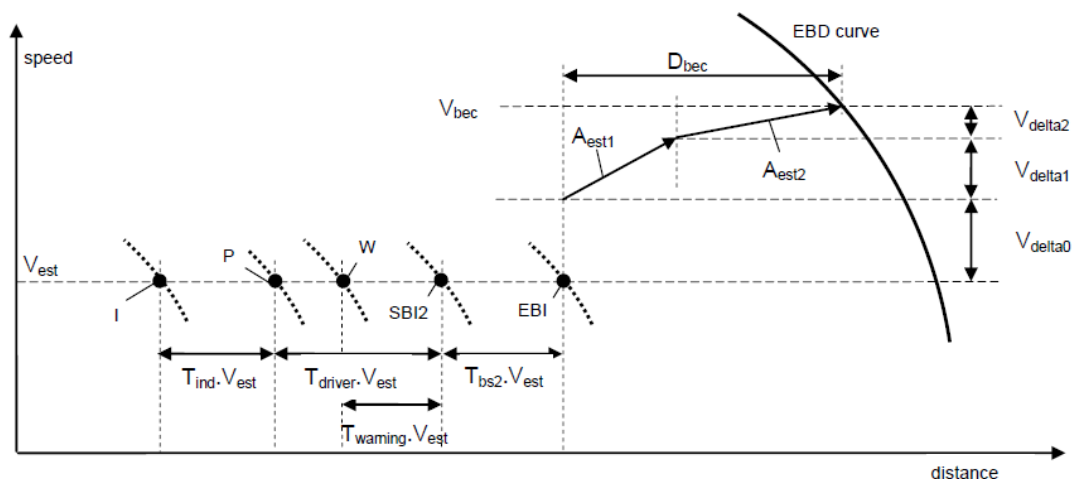 speed
EBD curve
Dbec
Vbec
Vdelta2
Aest1
Aest2
Vdelta1
Vdelta0
Vest
I
P
W
SBI2
EBI
Tind.Vest
Tdriver.Vest
Tbs2.Vest
Twarning.Vest
distance